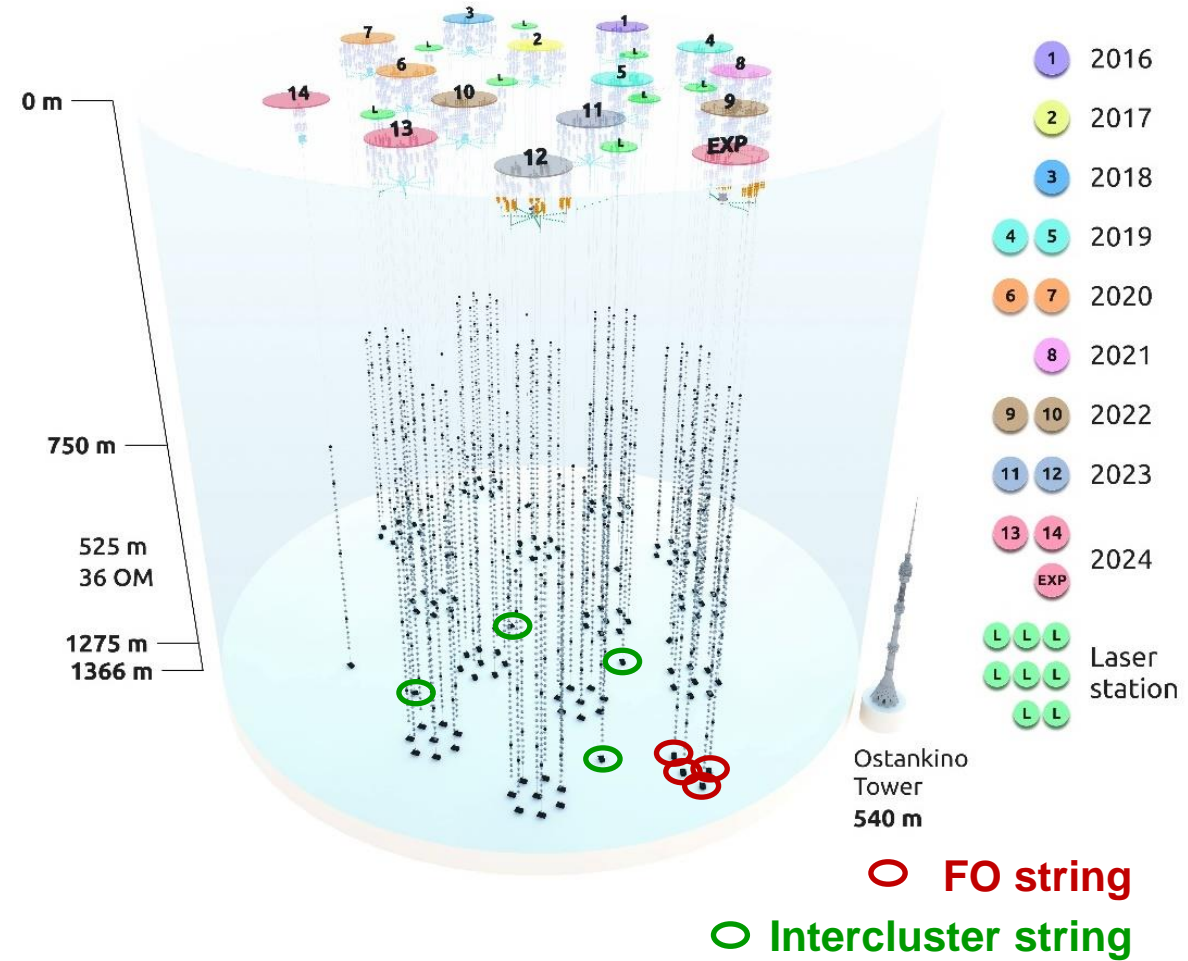 3
L
1
7
L
2
L
4
6
L
5
8
14
L
10
L
L
9
0 m
13
11
12
L
EXP
750 m
525 m
36 OM
1275 m
1366 m
1 2016
2 2017
3 2018
4 5 2019
6 7 2020
8 2021
9 10 2022
11 12 2023
13 14
2024
EXP
L L L
L L L
L L
Laser
station
Ostankino
Tower
540 m
FO string
Intercluster string